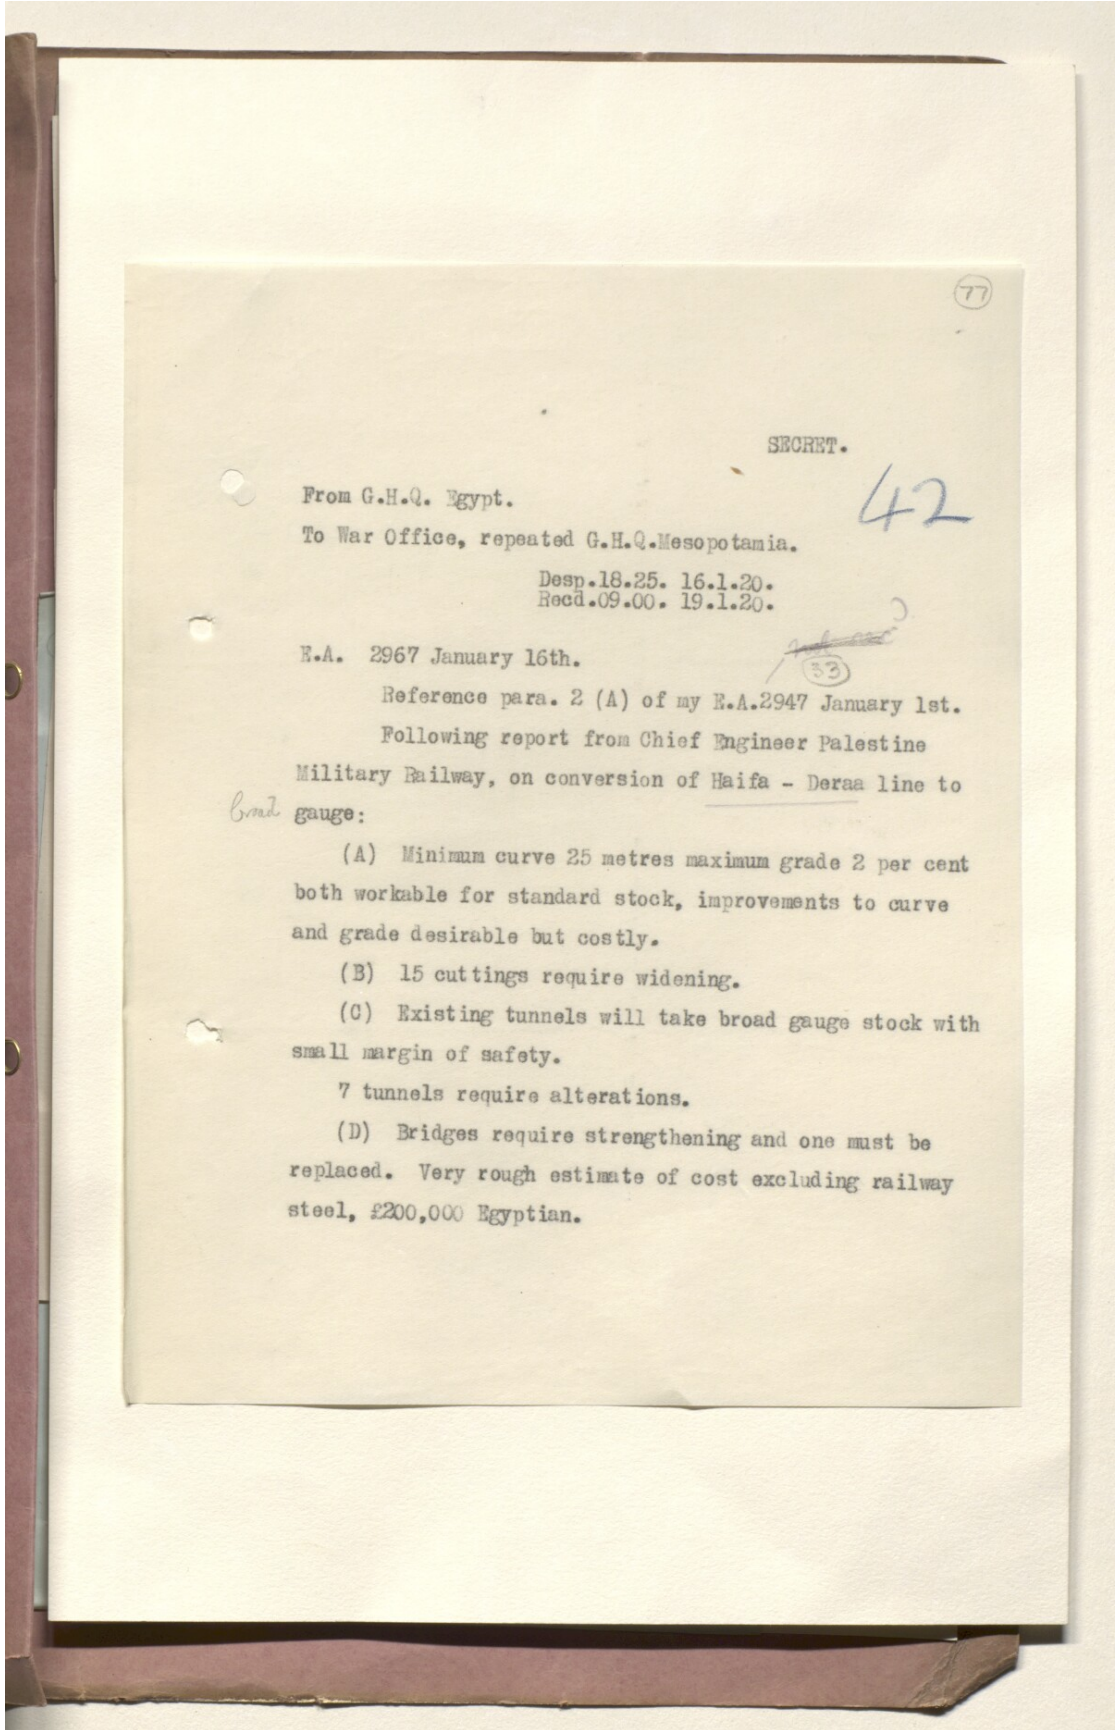 77
SECRET.
42
From G.H.Q. Egypt.
To War Office, repeated G.H.Q.Mesopotamia.
Desp.18.25. 16.1.20.
Recd.09.00. 19.1.20.
33
E.A. 2967 January 16th.
Reference para. 2 (A) of my E.A.2947 January 1st.
Following report from Chief Engineer Palestine
Military Railway, on conversion of Haifa - Deraa line to
broad gauge:
(A) Minimum curve 25 metres maximum grade 2 per cent
both workable for standard stock, improvements to curve
and grade desirable but costly.
(B) 15 cuttings require widening.
(C) Existing tunnels will take broad gauge stock with
small margin of safety.
7 tunnels require alterations.
(D) Bridges require strengthening and one must be
replaced. Very rough estimate of cost excluding railway
steel, £200,000 Egyptian.